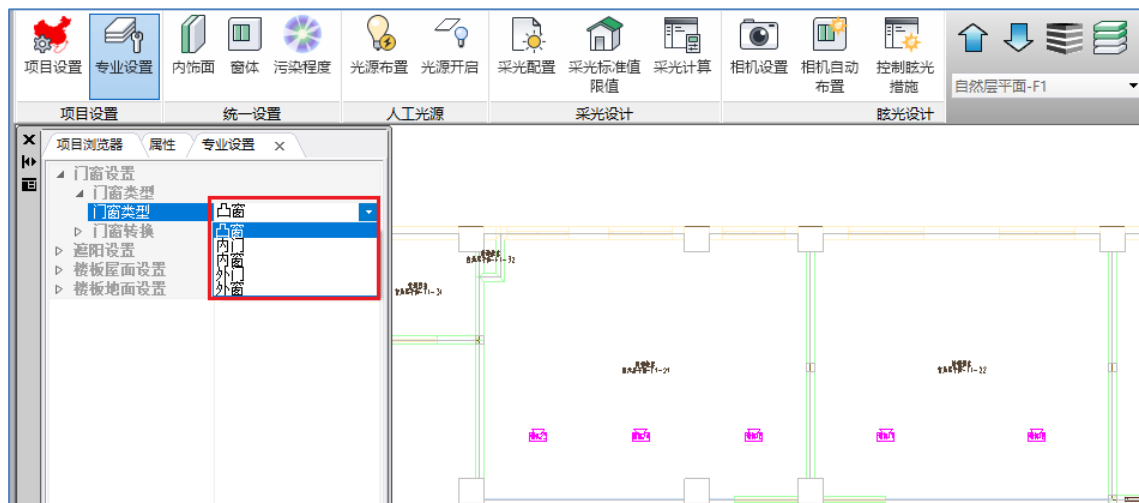 项目设置 专业设置 内饰面 窗体 污染程度 光源布置 光源开启 采光配置 采光标准值 采光计算 相机设置 相机自动 控制眩光
限值 布置 措施
自然层平面-F1
项目设置 统一设置 人工光源 采光设计 眩光设计
项目浏览器 属性 专业设置
门窗设置
门窗类型
门窗类型 凸窗
门窗转换 凸窗
内门
遮阳设置 内窗
楼板屋面设置 外门
楼板地面设置 外窗